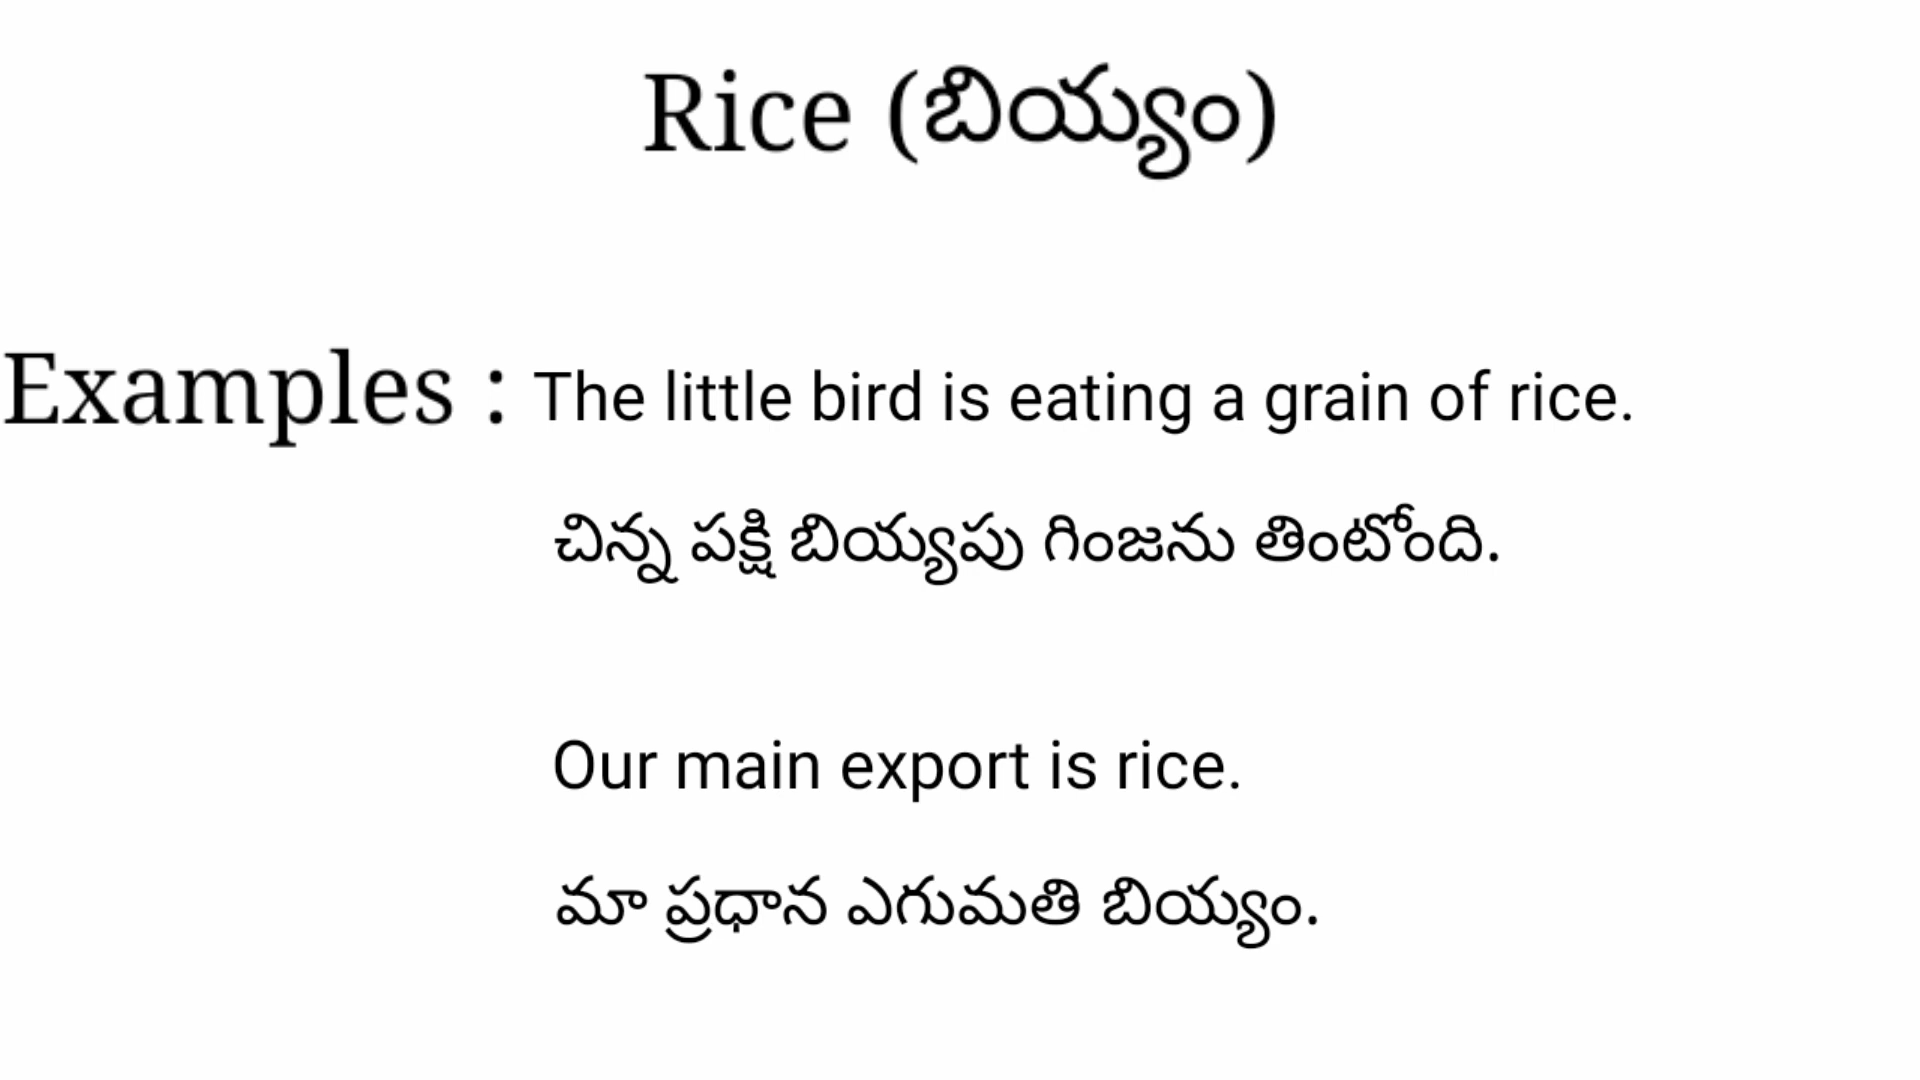 Rice (బియ్యం)
Examples : The little bird is eating a grain of rice.
చిన్న పక్షి బియ్యపు గింజను తింటోంది.
Our main export is rice.
మా ప్రధాన ఎగుమతి బియ్యం.